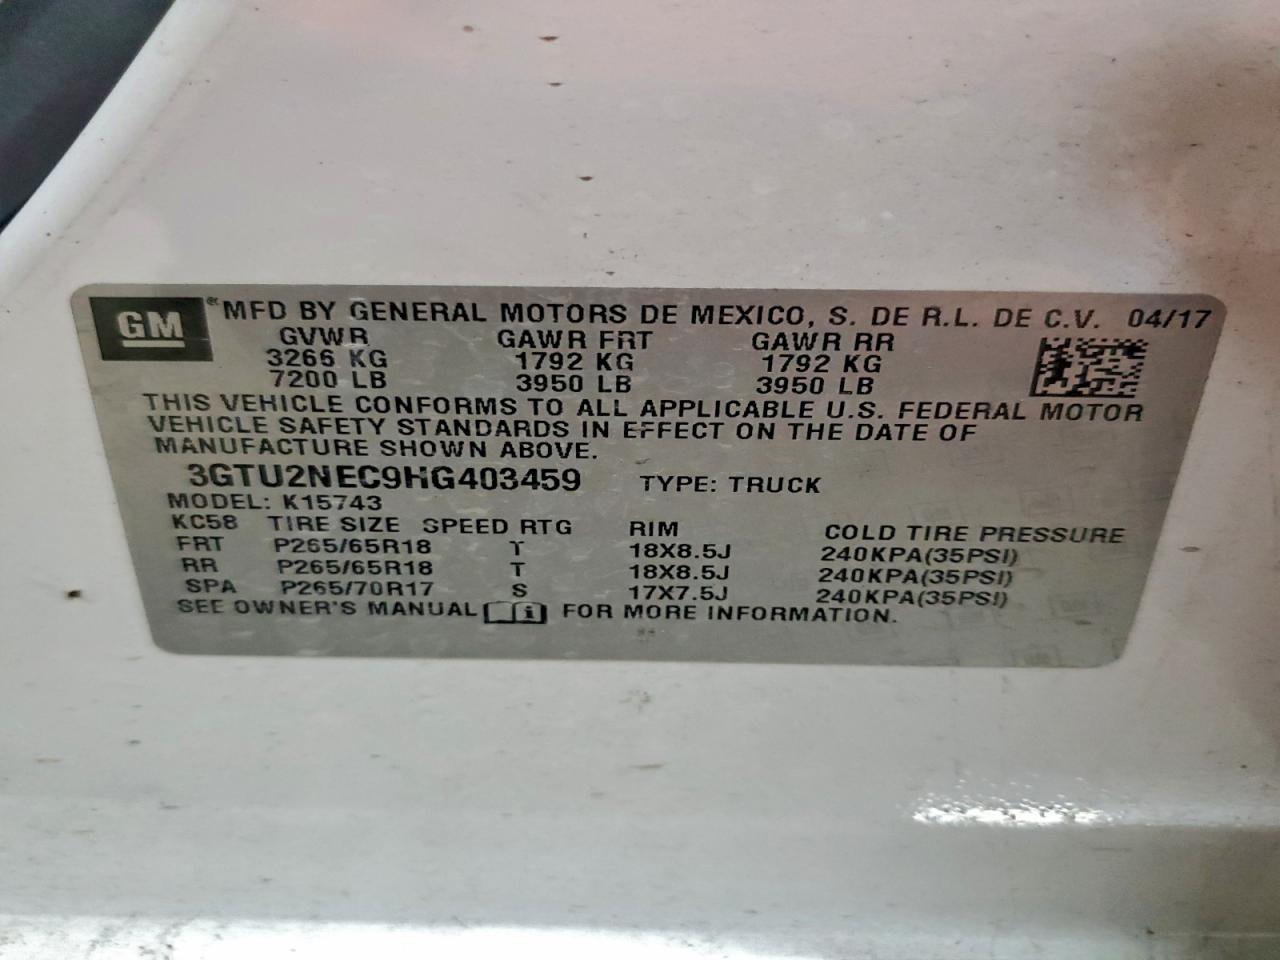 GM ® MFD BY GENERAL MOTORS DE MEXICO, S. DE R.L. DE C.V. 04/17
GVWR GAWR FRT GAWR RR
3266 KG 1792 KG 1792 KG
7200 LB 3950 LB 3950 LB
THIS VEHICLE CONFORMS TO ALL APPLICABLE U.S. FEDERAL MOTOR
VEHICLE SAFETY STANDARDS IN EFFECT ON THE DATE OF
MANUFACTURE SHOWN ABOVE.
3GTU2NEC9HG403459 TYPE: TRUCK
MODEL: K15743
KC58 TIRE SIZE SPEED RTG RIM COLD TIRE PRESSURE
FRT P265/65R18 T 18X8.5J 240KPA(35PSI)
RR P265/65R18 T 18X8.5J 240KPA(35PSI)
SPA P265/70R17 S 17X7.5J 240KPA(35PSI)
SEE OWNER'S MANUAL FOR MORE INFORMATION.